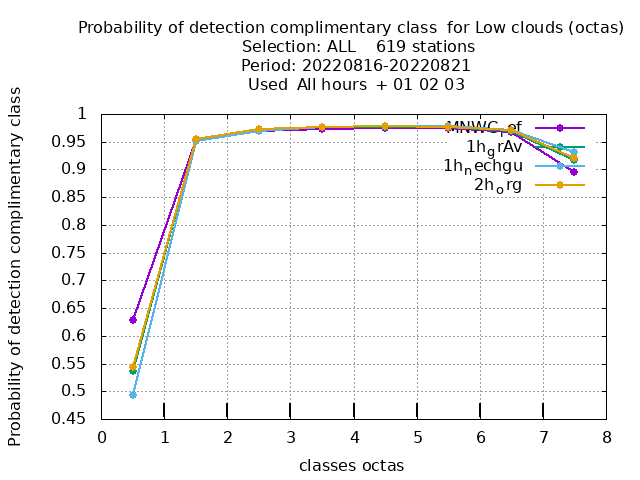 Probability of detection complimentary class  for Low clouds (octas)
Selection: ALL    619 stations
Period: 20220816-20220821
Used  All hours  + 01 02 03
Probability of detection complimentary class
1
0.95
0.9
0.85
0.8
0.75
0.7
0.65
0.6
0.55
0.5
0.45
0 1 2 3 4 5 6 7 8
classes octas
1hgrAv
1hnechgu
2horg